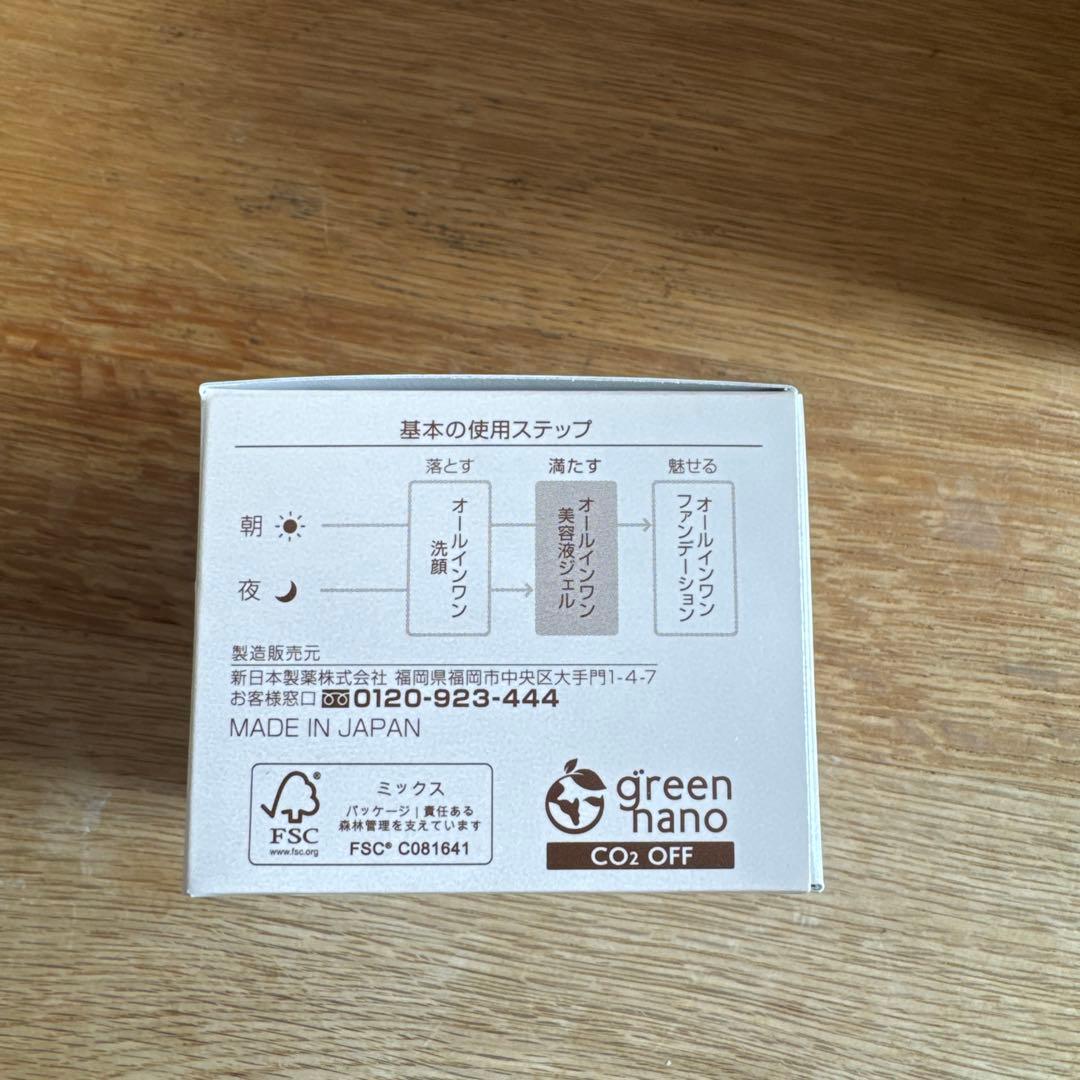 基本の使用ステップ
落とす 満たす 魅せる
朝
夜
オールインワン
洗顔
オールインワン
美容液ジェル
オールインワン
ファンデーション
製造販売元
新日本製薬株式会社 福岡県福岡市中央区大手門1-4-7
お客様窓口 0120-923-444
MADE IN JAPAN
FSC®
www.fsc.org
ミックス
パッケージ | 責任ある
森林管理を支えています
FSC® C081641
green
nano
CO2 OFF